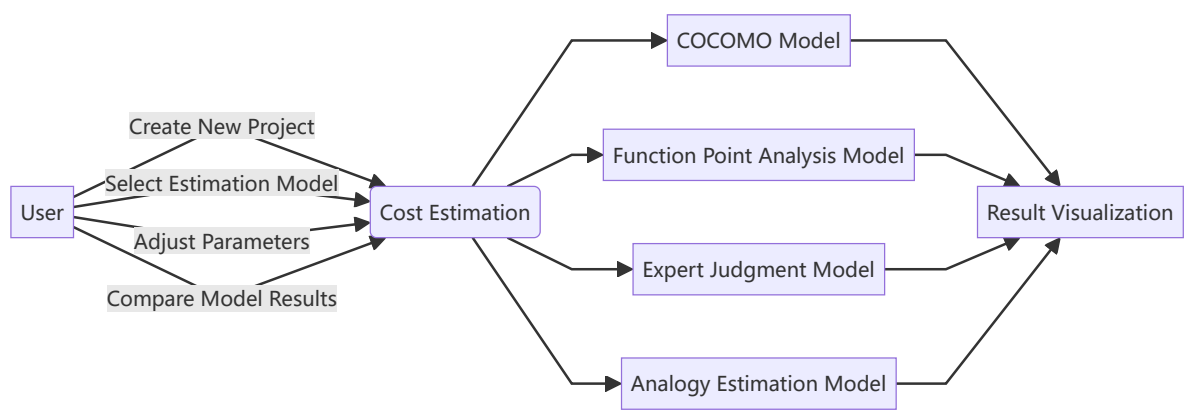 COCOMO Model
Create New Project
Function Point Analysis Model
Select Estimation Model
User
Cost Estimation
Result Visualization
Adjust Parameters
Expert Judgment Model
Compare Model Results
Analogy Estimation Model